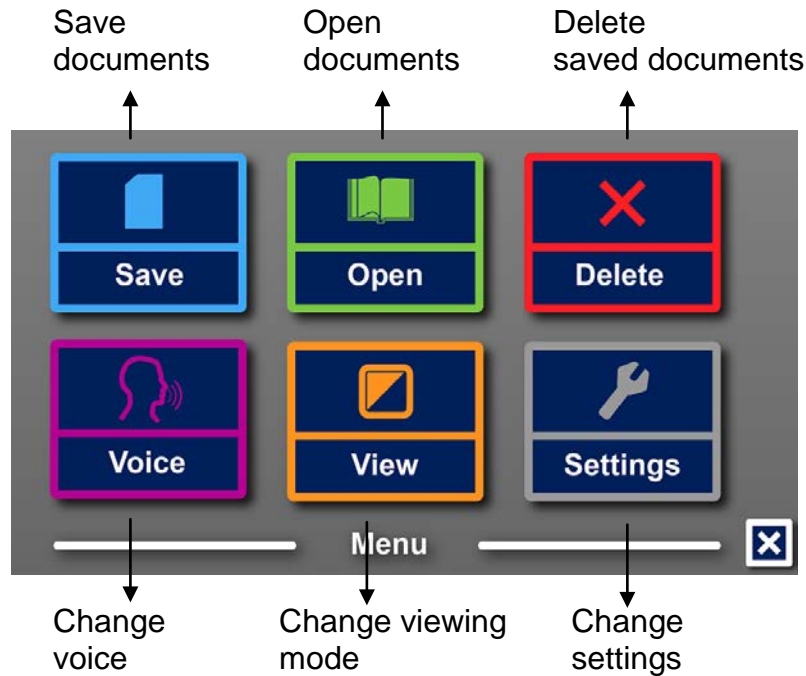 Save
documents
Open
documents
Delete
saved documents
Save
Open
Delete
Voice
View
Settings
Menu
Change
voice
Change viewing
mode
Change
settings